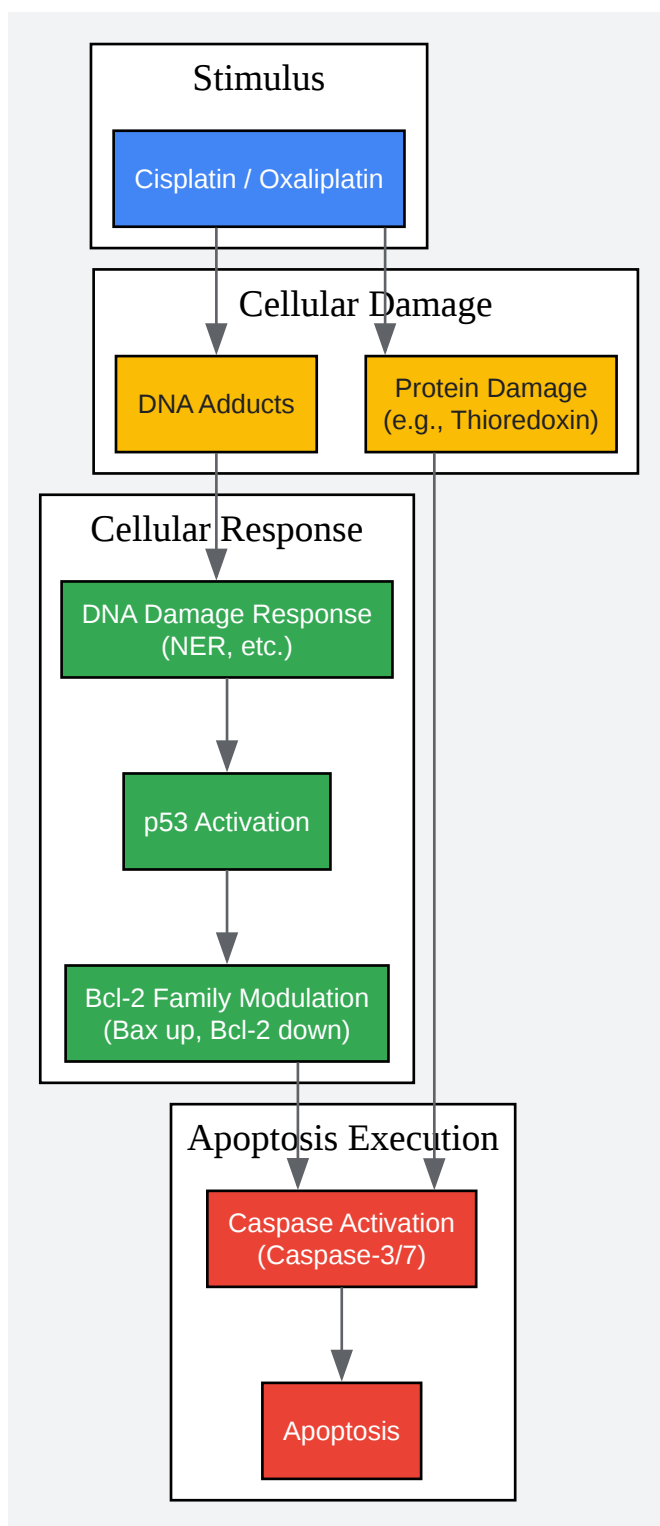 Stimulus
Cisplatin / Oxaliplatin
Cellular Damage
DNA Adducts
Protein Damage
(e.g., Thioredoxin)
Cellular Response
DNA Damage Response
(NER, etc.)
p53 Activation
Bcl-2 Family Modulation
(Bax up, Bcl-2 down)
Apoptosis Execution
Caspase Activation
(Caspase-3/7)
Apoptosis